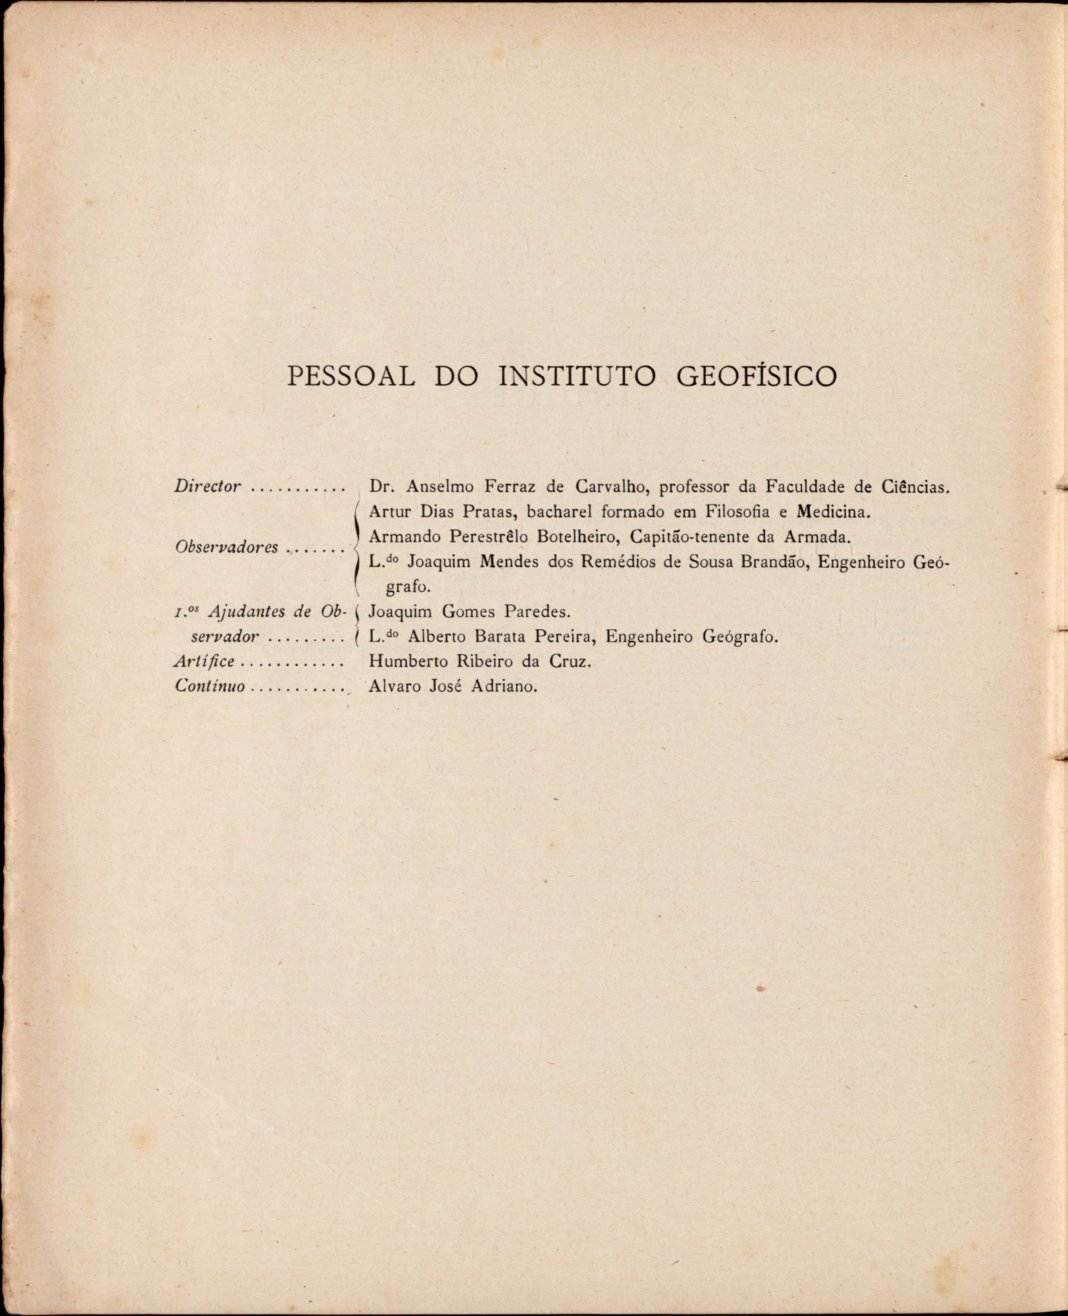 PESSOAL DO INSTITUTO GEOFÍSICO
Director ........... Dr. Anselmo Ferraz de Carvalho, professor da Faculdade de Ciências.
Artur Dias Pratas, bacharel formado em Filosofia e Medicina.
Armando Perestrêlo Botelheiro, Capitão-tenente da Armada.
Observadores .......
L.do Joaquim Mendes dos Remédios de Sousa Brandão, Engenheiro Geó-
grafo.
1.os Ajudantes de Ob- Joaquim Gomes Paredes.
servador ......... L.do Alberto Barata Pereira, Engenheiro Geógrafo.
Artífice ............ Humberto Ribeiro da Cruz.
Contínuo ........... Alvaro José Adriano.